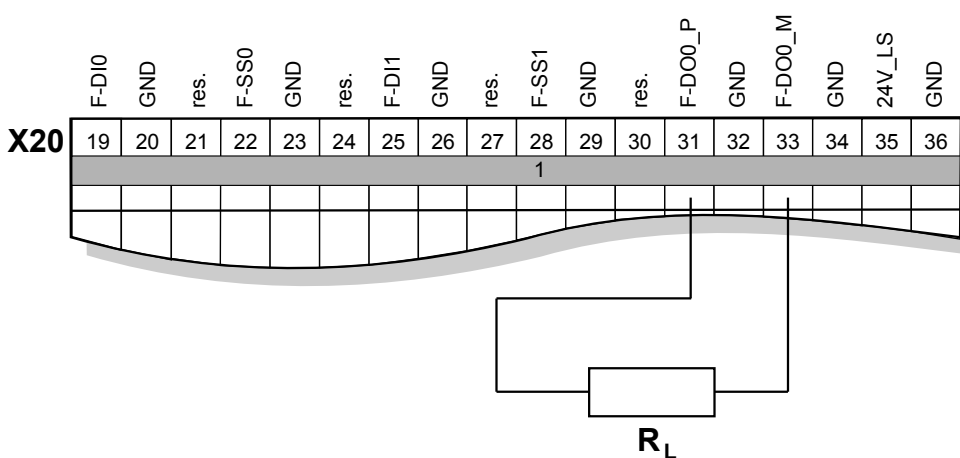 F-DI0 GND res. F-SS0 GND res. F-DI1 GND res. F-SS1 GND res. F-DO0_P GND F-DO0_M GND 24V_LS GND
X20 19 20 21 22 23 24 25 26 27 28 29 30 31 32 33 34 35 36
1
R L